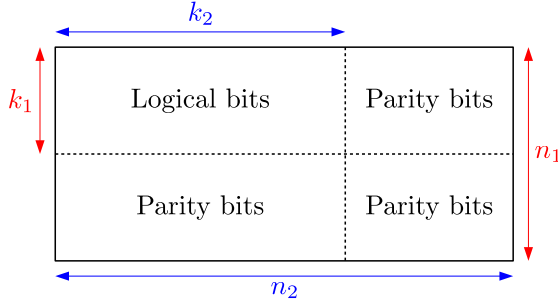 k₂
k₁
Logical bits
Parity bits
n₁
Parity bits
Parity bits
n₂